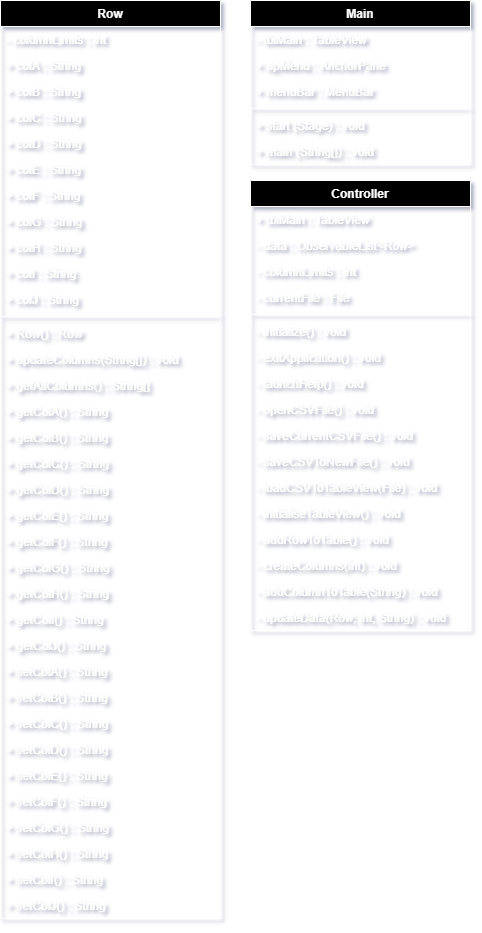 Row
- columnLimits : int
+ colA : String
+ colB : String
+ colC : String
+ colD : String
+ colE : String
+ colF : String
+ colG : String
+ colH : String
+ colI :String
+ colJ : String
+ Row() : Row
+ updateColumns(String[]) : void
+ getAllColumns() : String[]
+ getColA() : String
+ getColB() : String
+ getColC() : String
+ getColD() : String
+ getColE() : String
+ getColF() : String
+ getColG() : String
+ getColH() : String
+ getColI() : String
+ getColJ() : String
+ setColA() : String
+ setColB() : String
+ setColC() : String
+ setColD() : String
+ setColE() : String
+ setColF() : String
+ setColG() : String
+ setColH() : String
+ setColI() : String
+ setColJ() : String
Main
- tblMain : TableView
+ apMenu : AnchorPane
+ menuBar : MenuBar
+ start (Stage) : void
+ main (String[]) : void
Controller
+ tblMain : TableView
- data : ObservableList<Row>
- columnLimits : int
- currentFile : File
- initialize() : void
- exitApplication() : void
- launchHelp() : void
- openCSVFile() : void
- saveCurrentCSVFile() : void
- saveCSVToNewFile() : void
- loadCSVToTableView(File) : void
- initialiseTableView() : void
- addRowToTable() : void
- createColumns(int) : void
- addColumnToTable(String) : void
- updateData(Row, int, String) : void